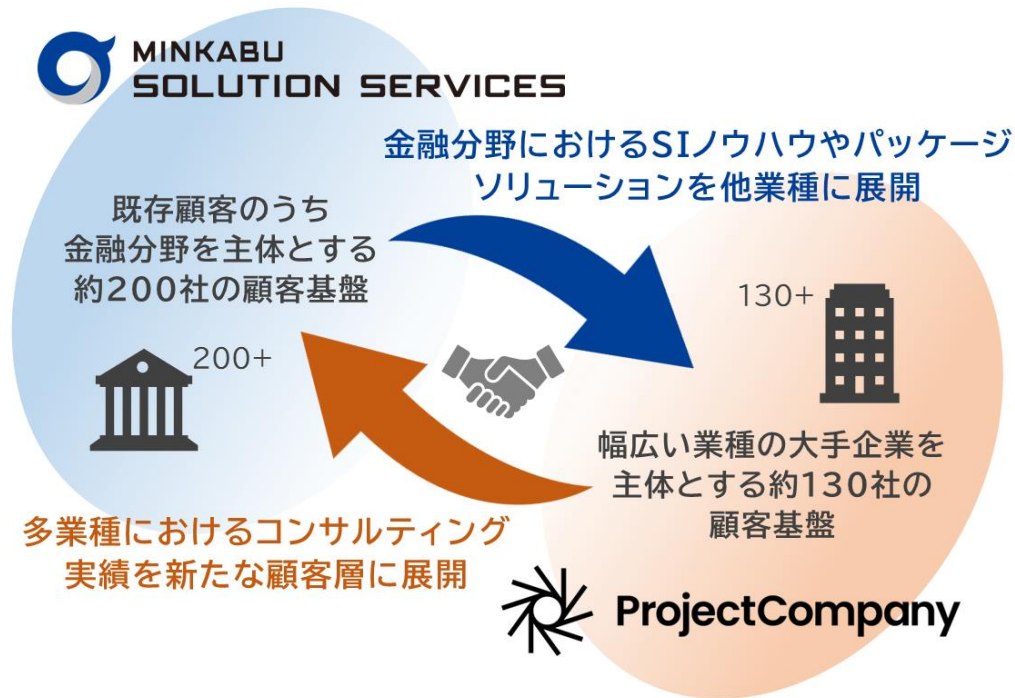 MINKABU
SOLUTION SERVICES
金融分野におけるSIノウハウやパッケージ
ソリューションを他業種に展開
既存顧客のうち
金融分野を主体とする
約200社の顧客基盤
200+
130+
幅広い業種の大手企業を
主体とする約130社の
顧客基盤
多業種におけるコンサルティング
実績を新たな顧客層に展開
ProjectCompany